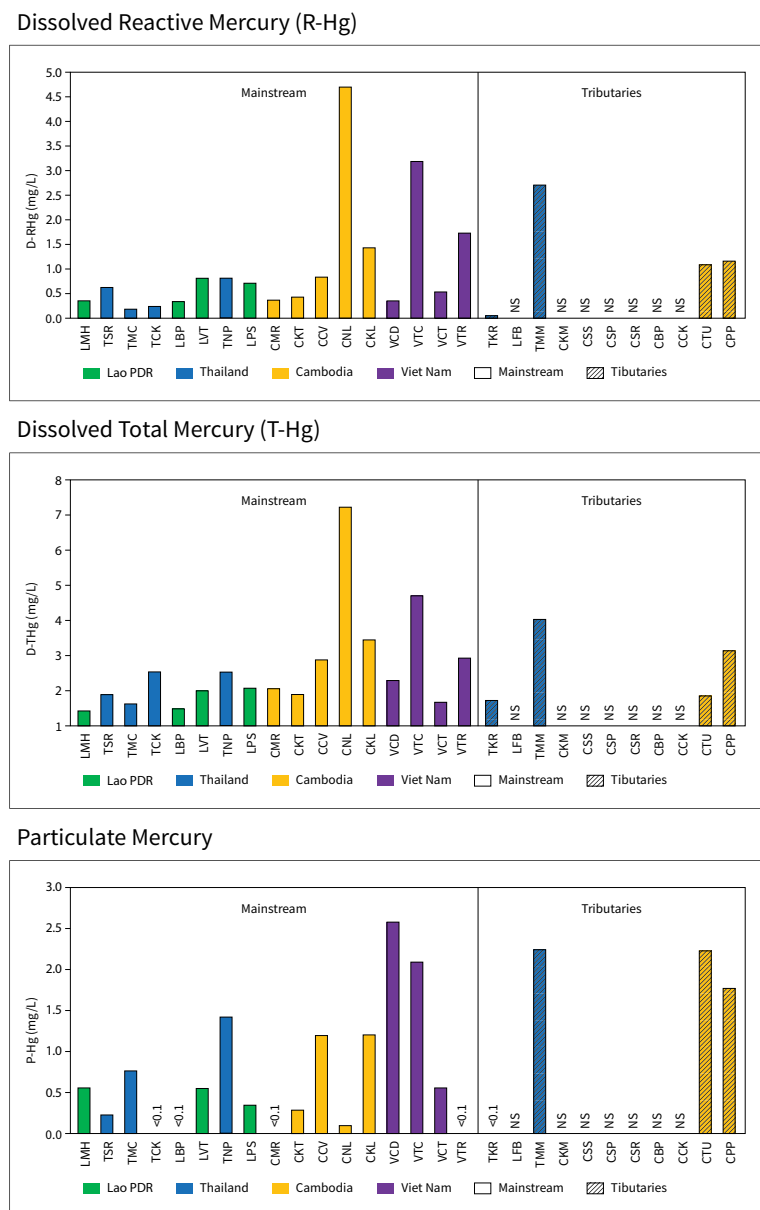 Dissolved Reactive Mercury (R-Hg)
5.0
Mainstream
Tributaries
4.5
4.0
3.5
3.0
2.5
2.0
1.5
1.0
0.5
0.0
D-RHg (mg/L)
NS NS NS NS NS NS NS
LMH TSR TMC TCK LBP LVT TNP LPS CMR CKT CCV CNL CKL VCD VTC VCT VTR TKR LFB TMM CKM CSS CSP CSR CBP CCK CTU CPP
Lao PDR Thailand Cambodia Viet Nam Mainstream Tibutaries
Dissolved Total Mercury (T-Hg)
8
Mainstream
Tributaries
7
6
5
4
3
2
1
D-THg (mg/L)
NS NS NS NS NS NS NS
LMH TSR TMC TCK LBP LVT TNP LPS CMR CKT CCV CNL CKL VCD VTC VCT VTR TKR LFB TMM CKM CSS CSP CSR CBP CCK CTU CPP
Lao PDR Thailand Cambodia Viet Nam Mainstream Tibutaries
Particulate Mercury
3.0
Mainstream
Tributaries
2.5
2.0
1.5
1.0
0.5
0.0
P-Hg (mg/L)
<0.1 <0.1 <0.1 <0.1 <0.1 NS NS NS NS NS NS NS
LMH TSR TMC TCK LBP LVT TNP LPS CMR CKT CCV CNL CKL VCD VTC VCT VTR TKR LFB TMM CKM CSS CSP CSR CBP CCK CTU CPP
Lao PDR Thailand Cambodia Viet Nam Mainstream Tibutaries